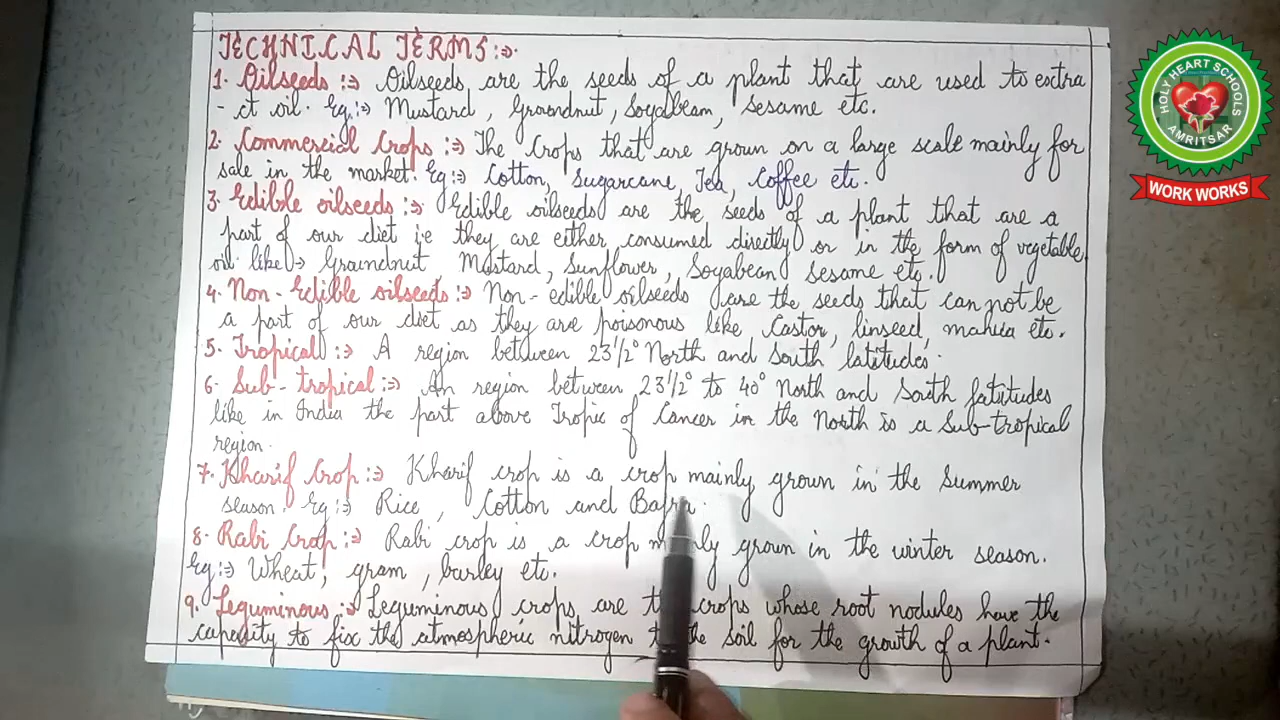 TECHNICAL TERMS :⇒
1. Oilseeds :⇒ Oilseeds are the seeds of a plant that are used to extra
- ct oil. Eg :⇒ Mustard, Groundnut, Soyabeam, Sesame etc.
2. Commercial Crops :⇒ The Crops that are grown on a large scale mainly for
sale in the market. Eg :⇒ Cotton, Sugarcane, Tea, Coffee etc.
3. Edible oilseeds :⇒ Edible oilseeds are the seeds of a plant that are a
part of our diet i.e they are either consumed directly or in the form of vegetable
oil like ⇒ Groundnut Mustard, Sunflower, Soyabean Sesame etc.
4. Non - Edible oilseeds :⇒ Non - edible oilseeds are the seeds that can not be
a part of our diet as they are poisonous like Castor, linseed, mahua etc.
5. Tropical :⇒ A region between 23 1/2° North and South latitudes.
6. Sub - tropical :⇒ An region between 23 1/2° to 40° North and South latitudes
like in India the part above Tropic of Cancer in the North is a Sub-tropical
region.
7. Kharif Crop :⇒ Kharif crop is a crop mainly grown in the Summer
season. Eg :⇒ Rice, Cotton and Bajra.
8. Rabi Crop :⇒ Rabi crop is a crop mainly grown in the winter season.
Eg :⇒ Wheat, gram, barley etc.
9. Leguminous :⇒ Leguminous crops are the crops whose root nodules have the
capacity to fix the atmospheric nitrogen to the soil for the growth of a plant.
HOLY HEART SCHOOLS
AMRITSAR
WORK WORKS